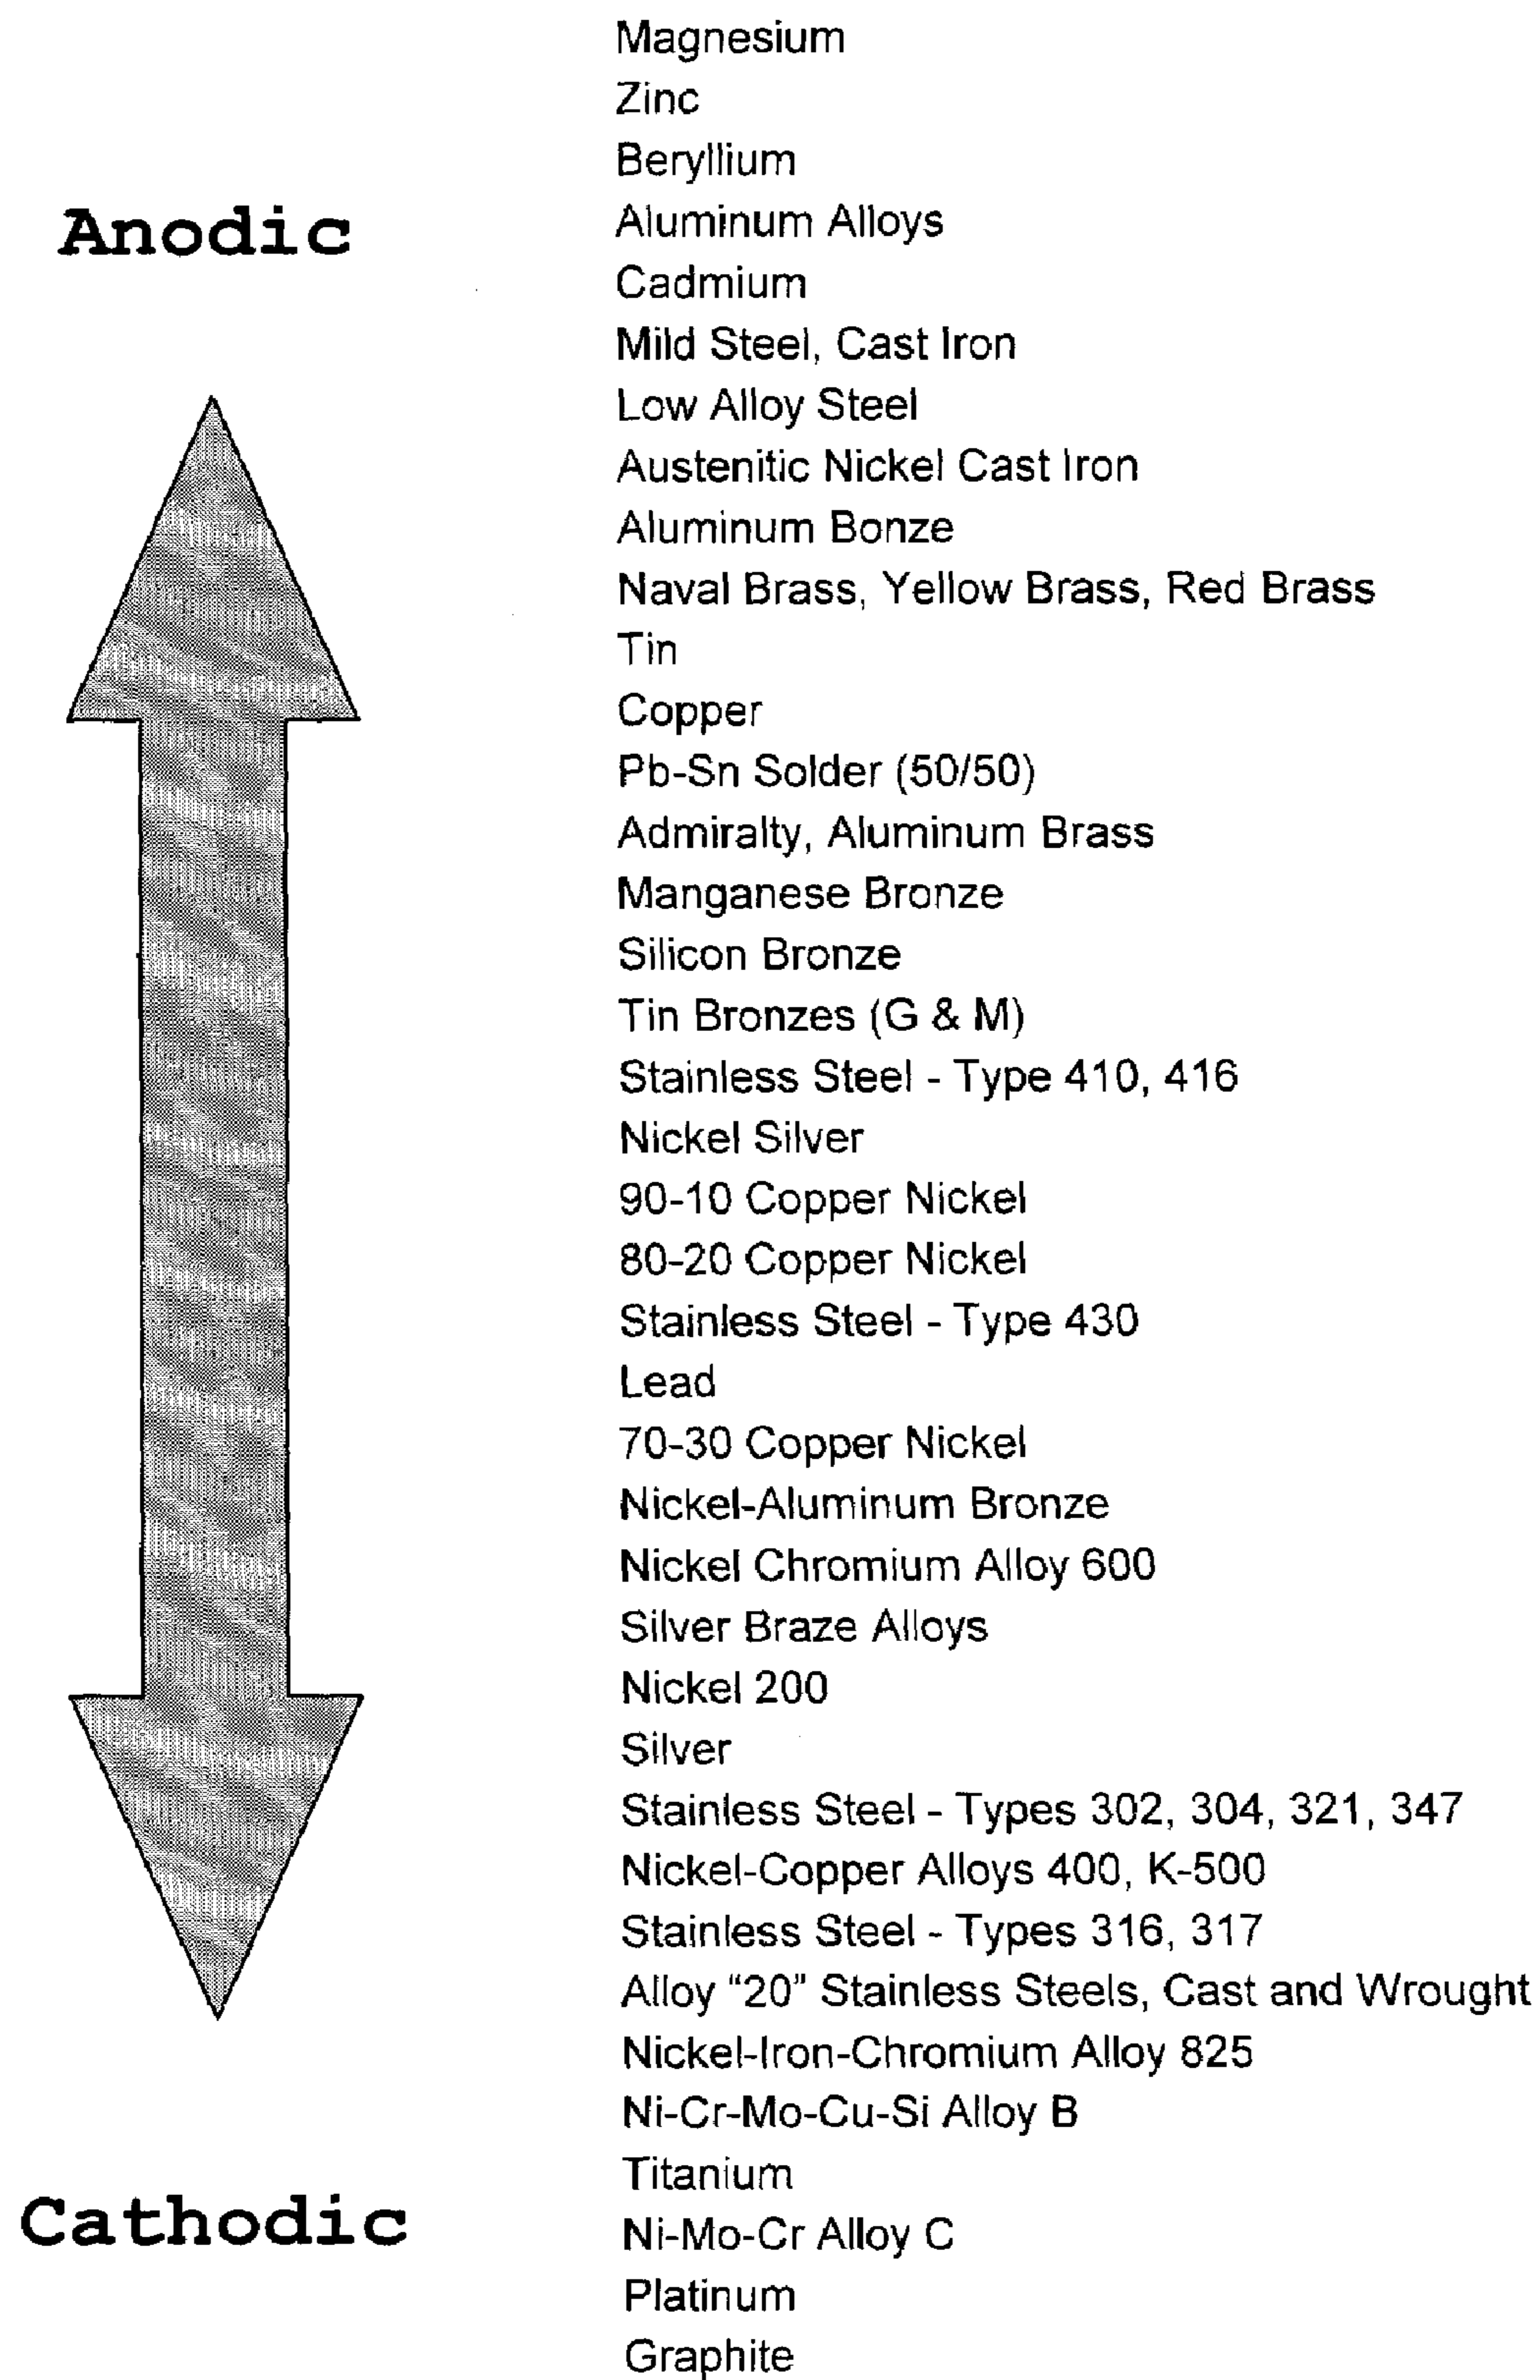 Magnesium
Zinc
Beryllium
Anodic
Aluminum Alloys
Cadmium
Mild Steel, Cast Iron
Low Alloy Steel
Austenitic Nickel Cast Iron
Aluminum Bonze
Naval Brass, Yellow Brass, Red Brass
Tin
Copper
Pb-Sn Solder (50/50)
Admiralty, Aluminum Brass
Manganese Bronze
Silicon Bronze
Tin Bronzes (G & M)
Stainless Steel - Type 410, 416
Nickel Silver
90-10 Copper Nickel
80-20 Copper Nickel
Stainless Steel - Type 430
Lead
70-30 Copper Nickel
Nickel-Aluminum Bronze
Nickel Chromium Alloy 600
Silver Braze Alloys
Nickel 200
Silver
Stainless Steel - Types 302, 304, 321, 347
Nickel-Copper Alloys 400, K-500
Stainless Steel - Types 316, 317
Alloy “20” Stainless Steels, Cast and Wrought
Nickel-Iron-Chromium Alloy 825
Ni-Cr-Mo-Cu-Si Alloy B
Titanium
Cathodic
Ni-Mo-Cr Alloy C
Platinum
Graphite